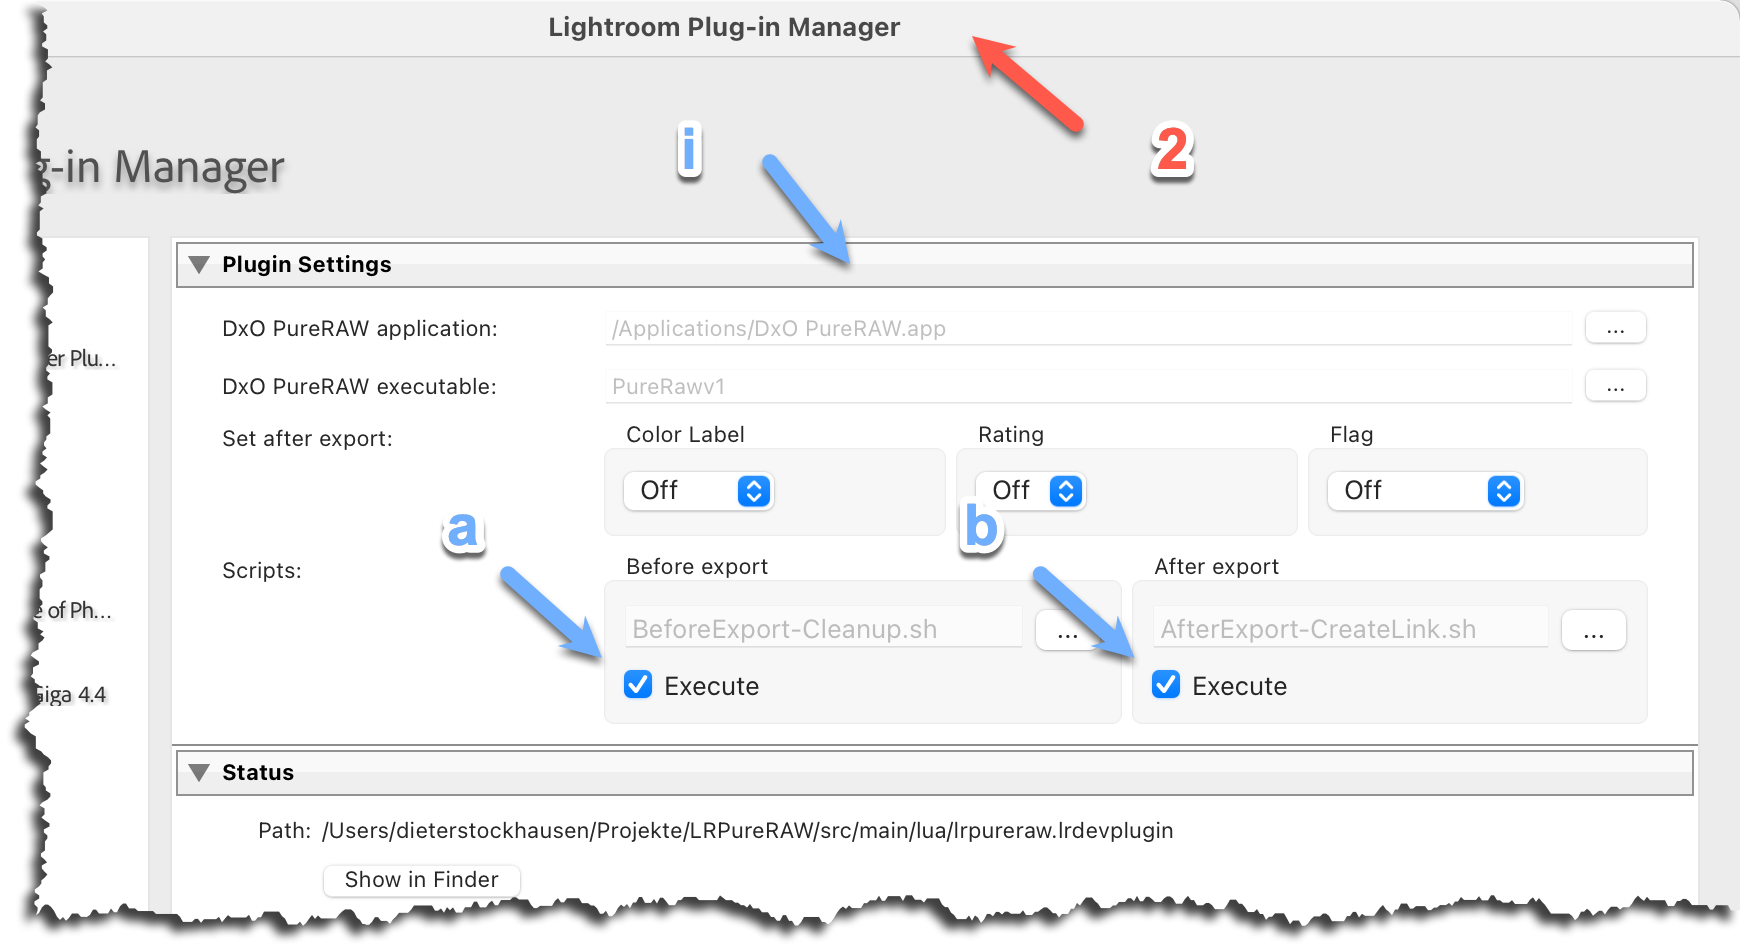 Lightroom Plug-in Manager
i
2
g-in Manager
Plugin Settings
DxO PureRAW application: /Applications/DxO PureRAW.app ...
er Plu...
DxO PureRAW executable: PureRawv1 ...
Set after export: Color Label Rating Flag
Off Off Off
a b
Scripts: Before export After export
e of Ph...
BeforeExport-Cleanup.sh ... AfterExport-CreateLink.sh ...
Execute Execute
Giga 4.4
Status
Path: /Users/dieterstockhausen/Projekte/LRPureRAW/src/main/lua/lrpureraw.lrdevplugin
Show in Finder